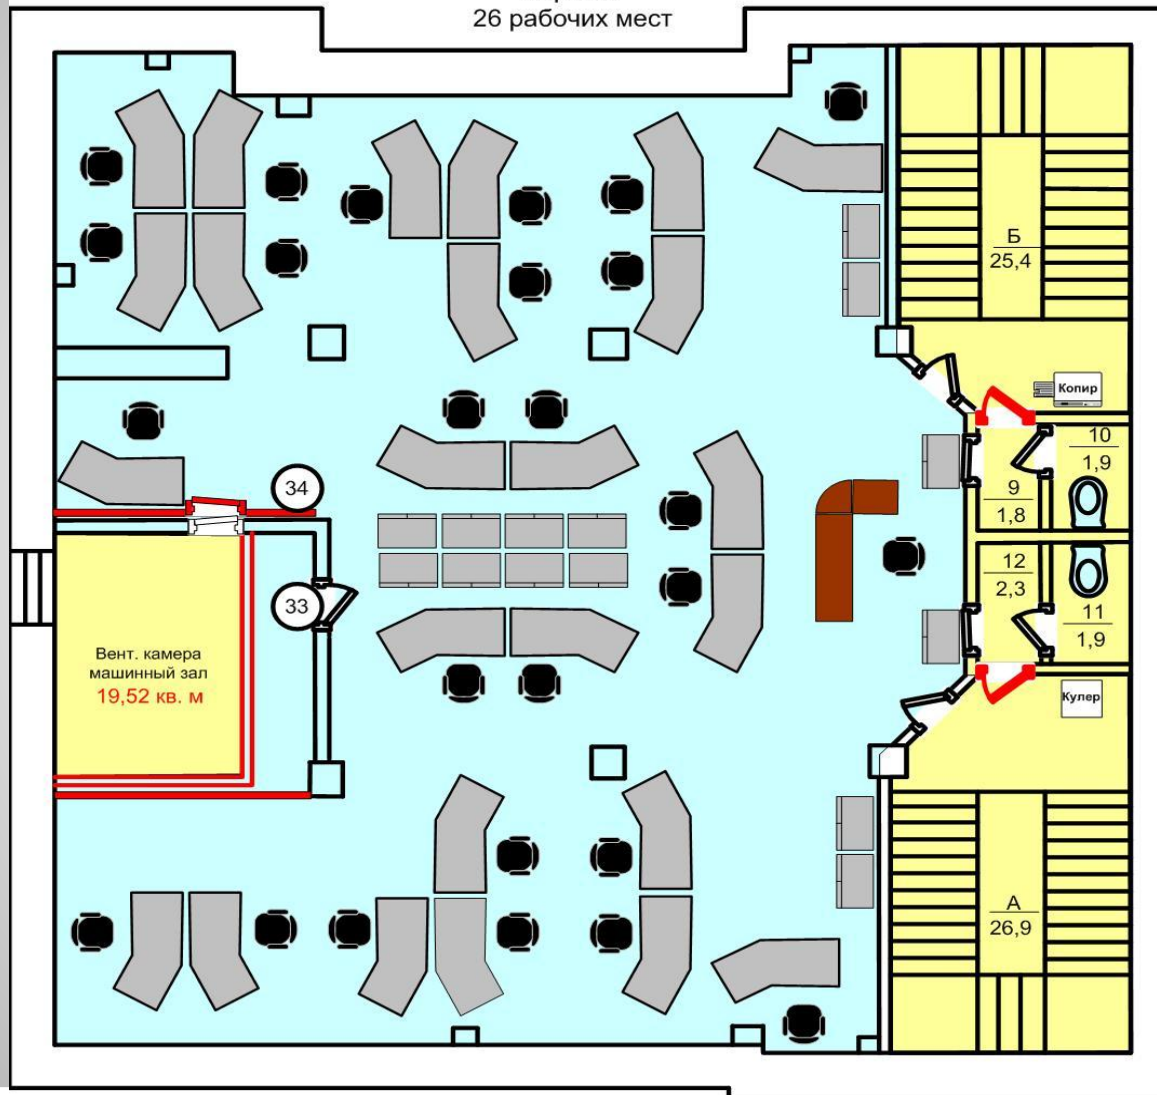 26 рабочих мест
Б
25,4
Копир
10
1,9
9
1,8
34
12
2,3
33
11
1,9
Вент. камера
машинный зал
19,52 кв. м
Кулер
А
26,9